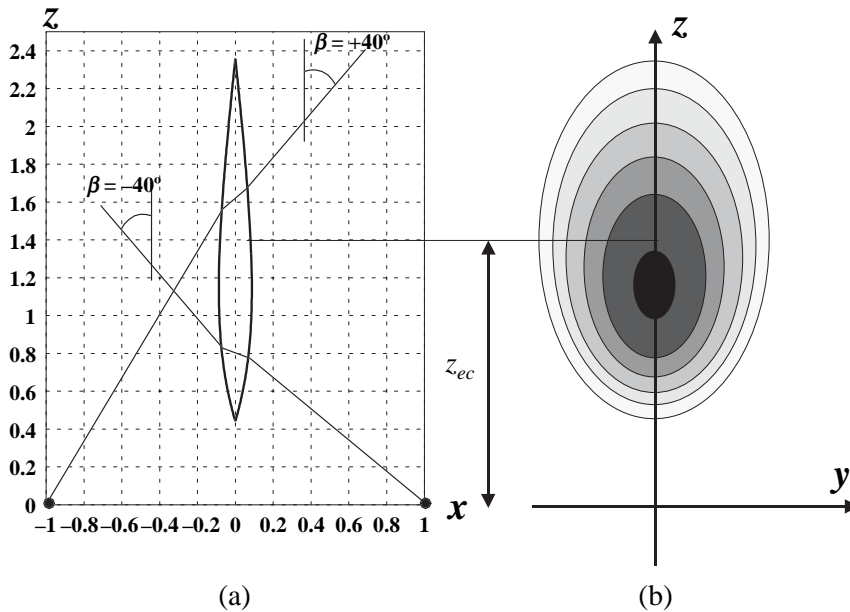 z
2.4
2.2
2
1.8
1.6
1.4
1.2
1
0.8
0.6
0.4
0.2
0
–1 –0.8 –0.6 –0.4 –0.2 0 0.2 0.4 0.6 0.8 1
x
β = +40º
β = –40º
(a)
z
z_ec
y
(b)